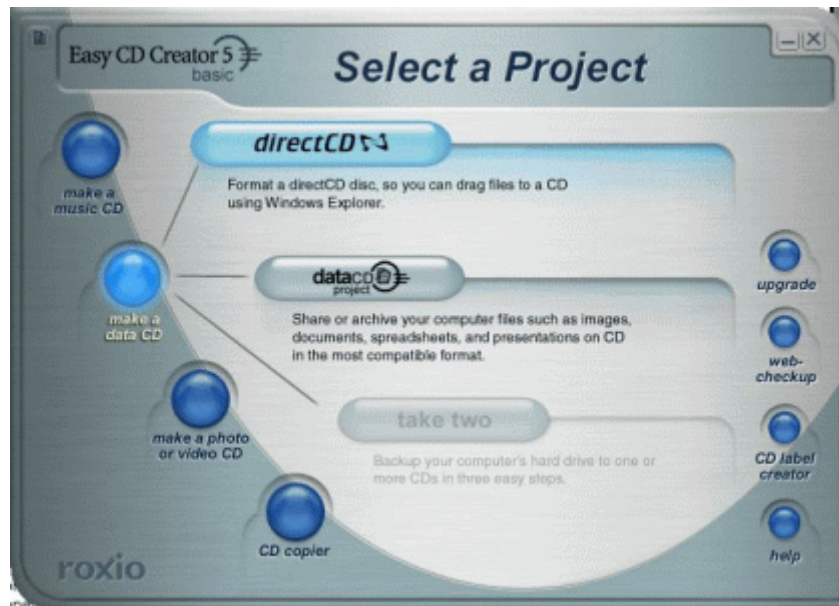 Easy CD Creator 5
basic
Select a Project
make a
music CD
directCD
Format a directCD disc, so you can drag files to a CD
using Windows Explorer.
make a
data CD
datacd
project
Share or archive your computer files such as images,
documents, spreadsheets, and presentations on CD
in the most compatible format.
make a photo
or video CD
take two
Backup your computer's hard drive to one or
more CDs in three easy steps.
CD copier
upgrade
web-
checkup
CD label
creator
help
roxio